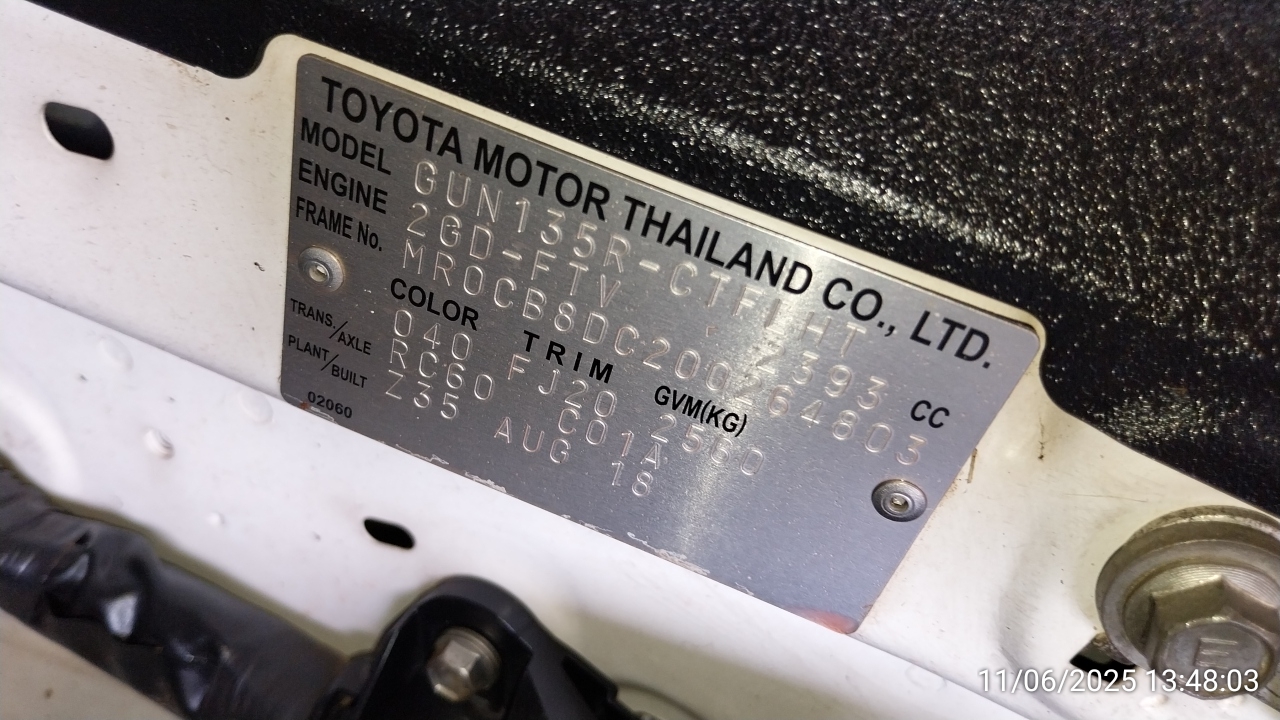 TOYOTA MOTOR THAILAND CO., LTD.
MODEL GUN135R-CTFLHT
ENGINE 2GD-FTV 2393 CC
FRAME No. MR0CB8DC200264803
COLOR TRIM GVM(KG)
040 FJ20 2580
TRANS./AXLE RC60 C01A
PLANT/BUILT Z35 AUG 18
02060
11/06/2025 13:48:03